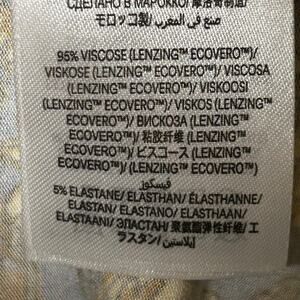 СДЕЛАНО В МАРОККО/ 摩洛哥制造/
モロッコ製/ صنع في المغرب
95% VISCOSE (LENZING™ ECOVERO™)/
VISKOSE (LENZING™ ECOVERO™)/ VISCOSA
(LENZING™ ECOVERO™)/ VISKOOSI
(LENZING™ ECOVERO™)/ VISKOS (LENZING™
ECOVERO™)/ ВИСКОЗА (LENZING™
ECOVERO™)/ 粘胶纤维 (LENZING™
ECOVERO™)/ ビスコース (LENZING™
ECOVERO™)/ (LENZING™ ECOVERO™)
فيسكوز
5% ELASTANE/ ELASTHAN/ ÉLASTHANNE/
ELASTAN/ ELASTANO/ ELASTHAAN/
ELASTAANI/ ЭЛАСТАН/ 聚氨酯弹性纤维/ エ
ラスタン/ إيلاستين/